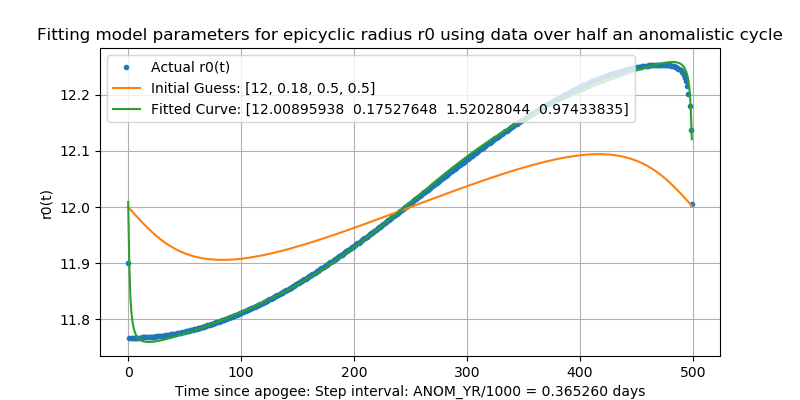 Fitting model parameters for epicyclic radius r0 using data over half an anomalistic cycle
Actual r0(t)
Initial Guess: [12, 0.18, 0.5, 0.5]
Fitted Curve: [12.00895938  0.17527648  1.52028044  0.97433835]
12.2
12.1
12.0
11.9
11.8
r0(t)
0 100 200 300 400 500
Time since apogee: Step interval: ANOM_YR/1000 = 0.365260 days